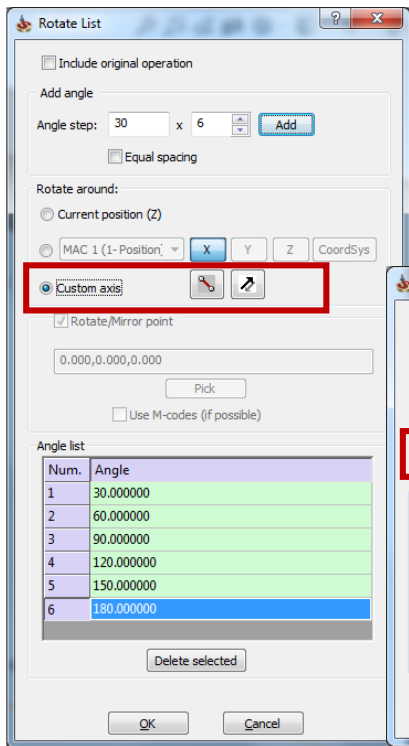 Rotate List
Include original operation
Add angle
Angle step: 30 x 6 Add
Equal spacing
Rotate around:
Current position (Z)
MAC 1 (1- Position) X Y Z CoordSys
Custom axis
Rotate/Mirror point
0.000,0.000,0.000
Pick
Use M-codes (if possible)
Angle list
Num. Angle
1 30.000000
2 60.000000
3 90.000000
4 120.000000
5 150.000000
6 180.000000
Delete selected
OK Cancel